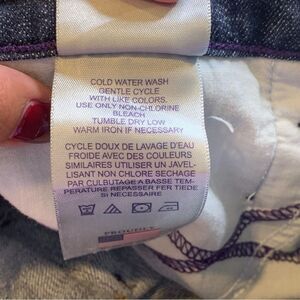 COLD WATER WASH
GENTLE CYCLE
WITH LIKE COLORS.
USE ONLY NON-CHLORINE
BLEACH
TUMBLE DRY LOW
WARM IRON IF NECESSARY
CYCLE DOUX DE LAVAGE D'EAU
FROIDE AVEC DES COULEURS
SIMILAIRES UTILISER UN JAVEL-
LISANT NON CHLORE SECHAGE
PAR CULBUTAGE A BASSE TEM-
PERATURE REPASSER FER TIEDE
SI NECESSAIRE
PROUDLY